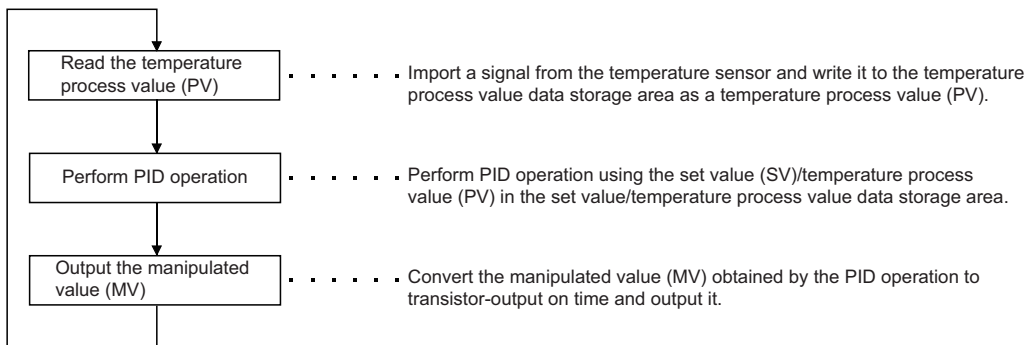 Read the temperature
process value (PV)
Import a signal from the temperature sensor and write it to the temperature
process value data storage area as a temperature process value (PV).
Perform PID operation
Perform PID operation using the set value (SV)/temperature process
value (PV) in the set value/temperature process value data storage area.
Output the manipulated
value (MV)
Convert the manipulated value (MV) obtained by the PID operation to
transistor-output on time and output it.